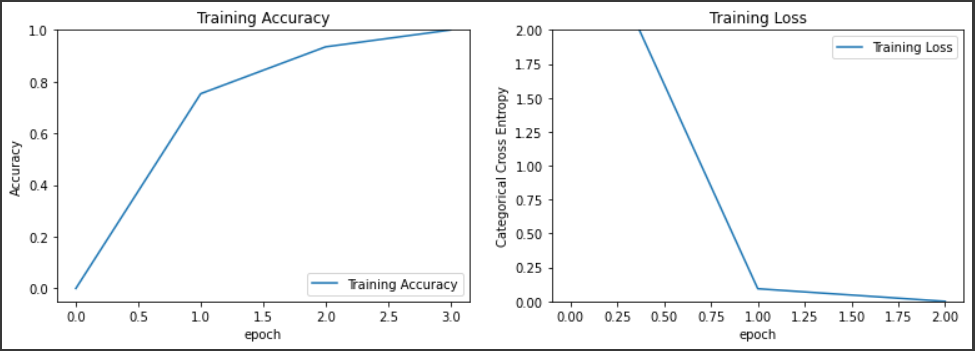 Training Accuracy
1.0
0.8
0.6
0.4
0.2
0.0
Accuracy
Training Accuracy
0.0 0.5 1.0 1.5 2.0 2.5 3.0
epoch
Training Loss
2.00
1.75
1.50
1.25
1.00
0.75
0.50
0.25
0.00
Categorical Cross Entropy
Training Loss
0.00 0.25 0.50 0.75 1.00 1.25 1.50 1.75 2.00
epoch